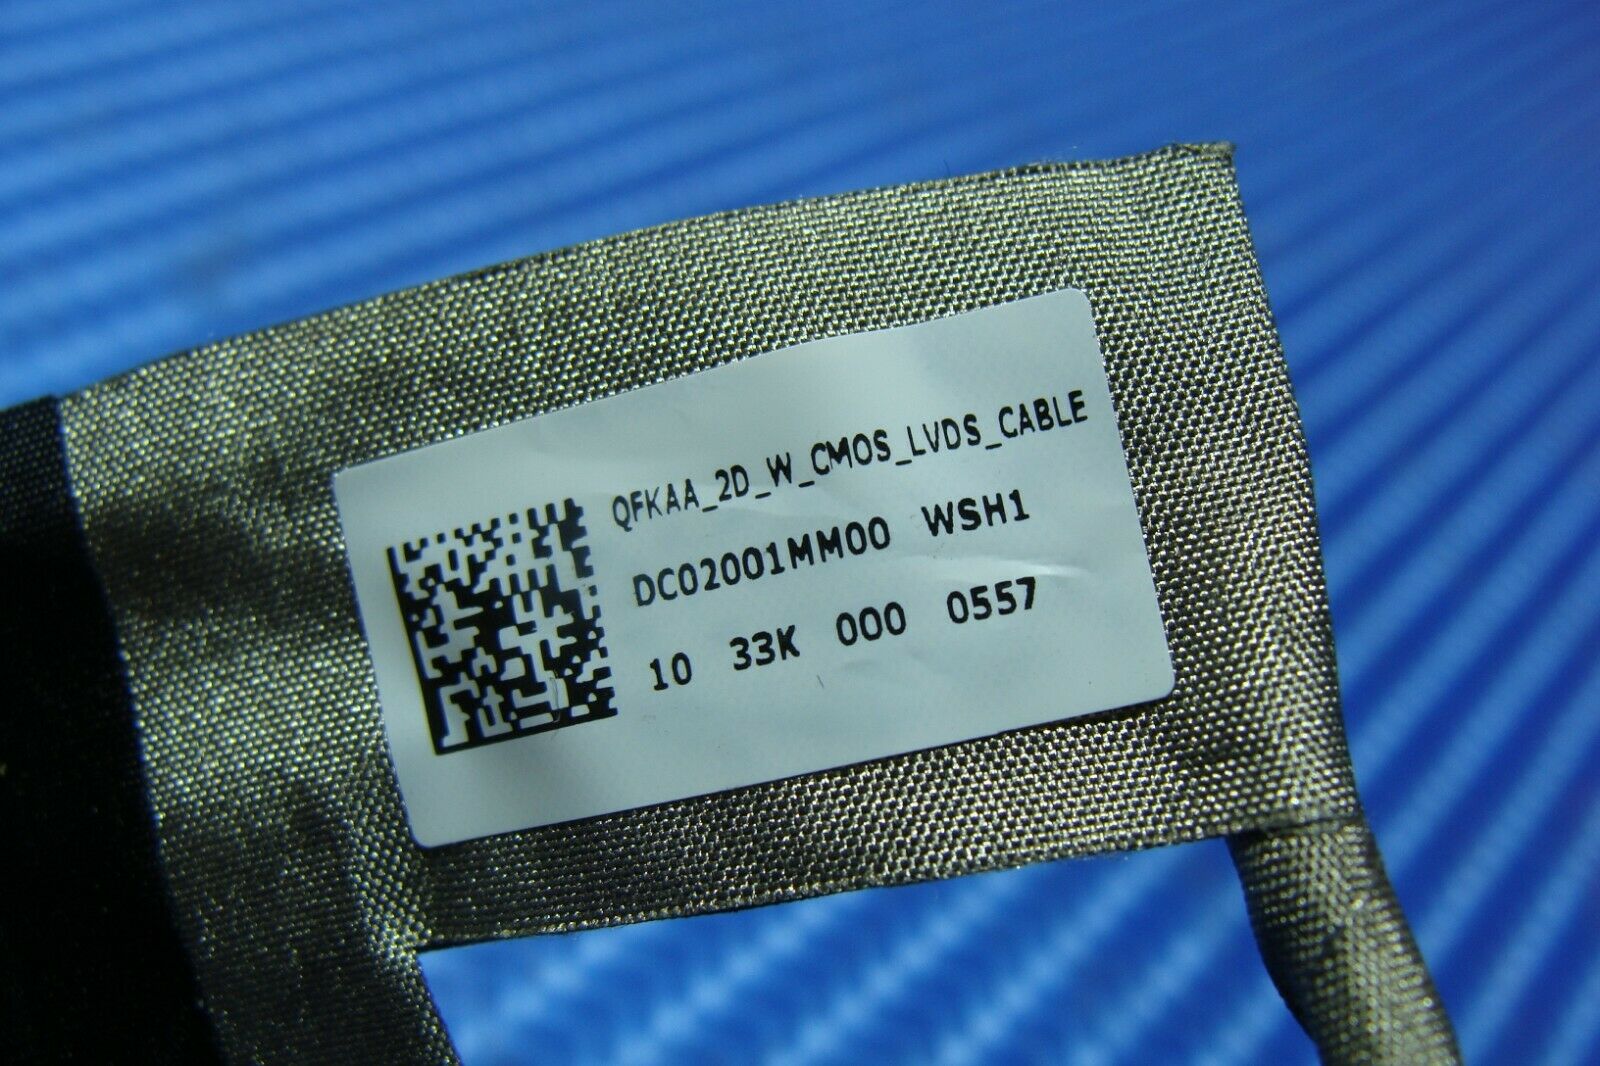 QFKAA_2D_W_CMOS_LVDS_CABLE
DC02001MM00 WSH1
10 33K 000 0557